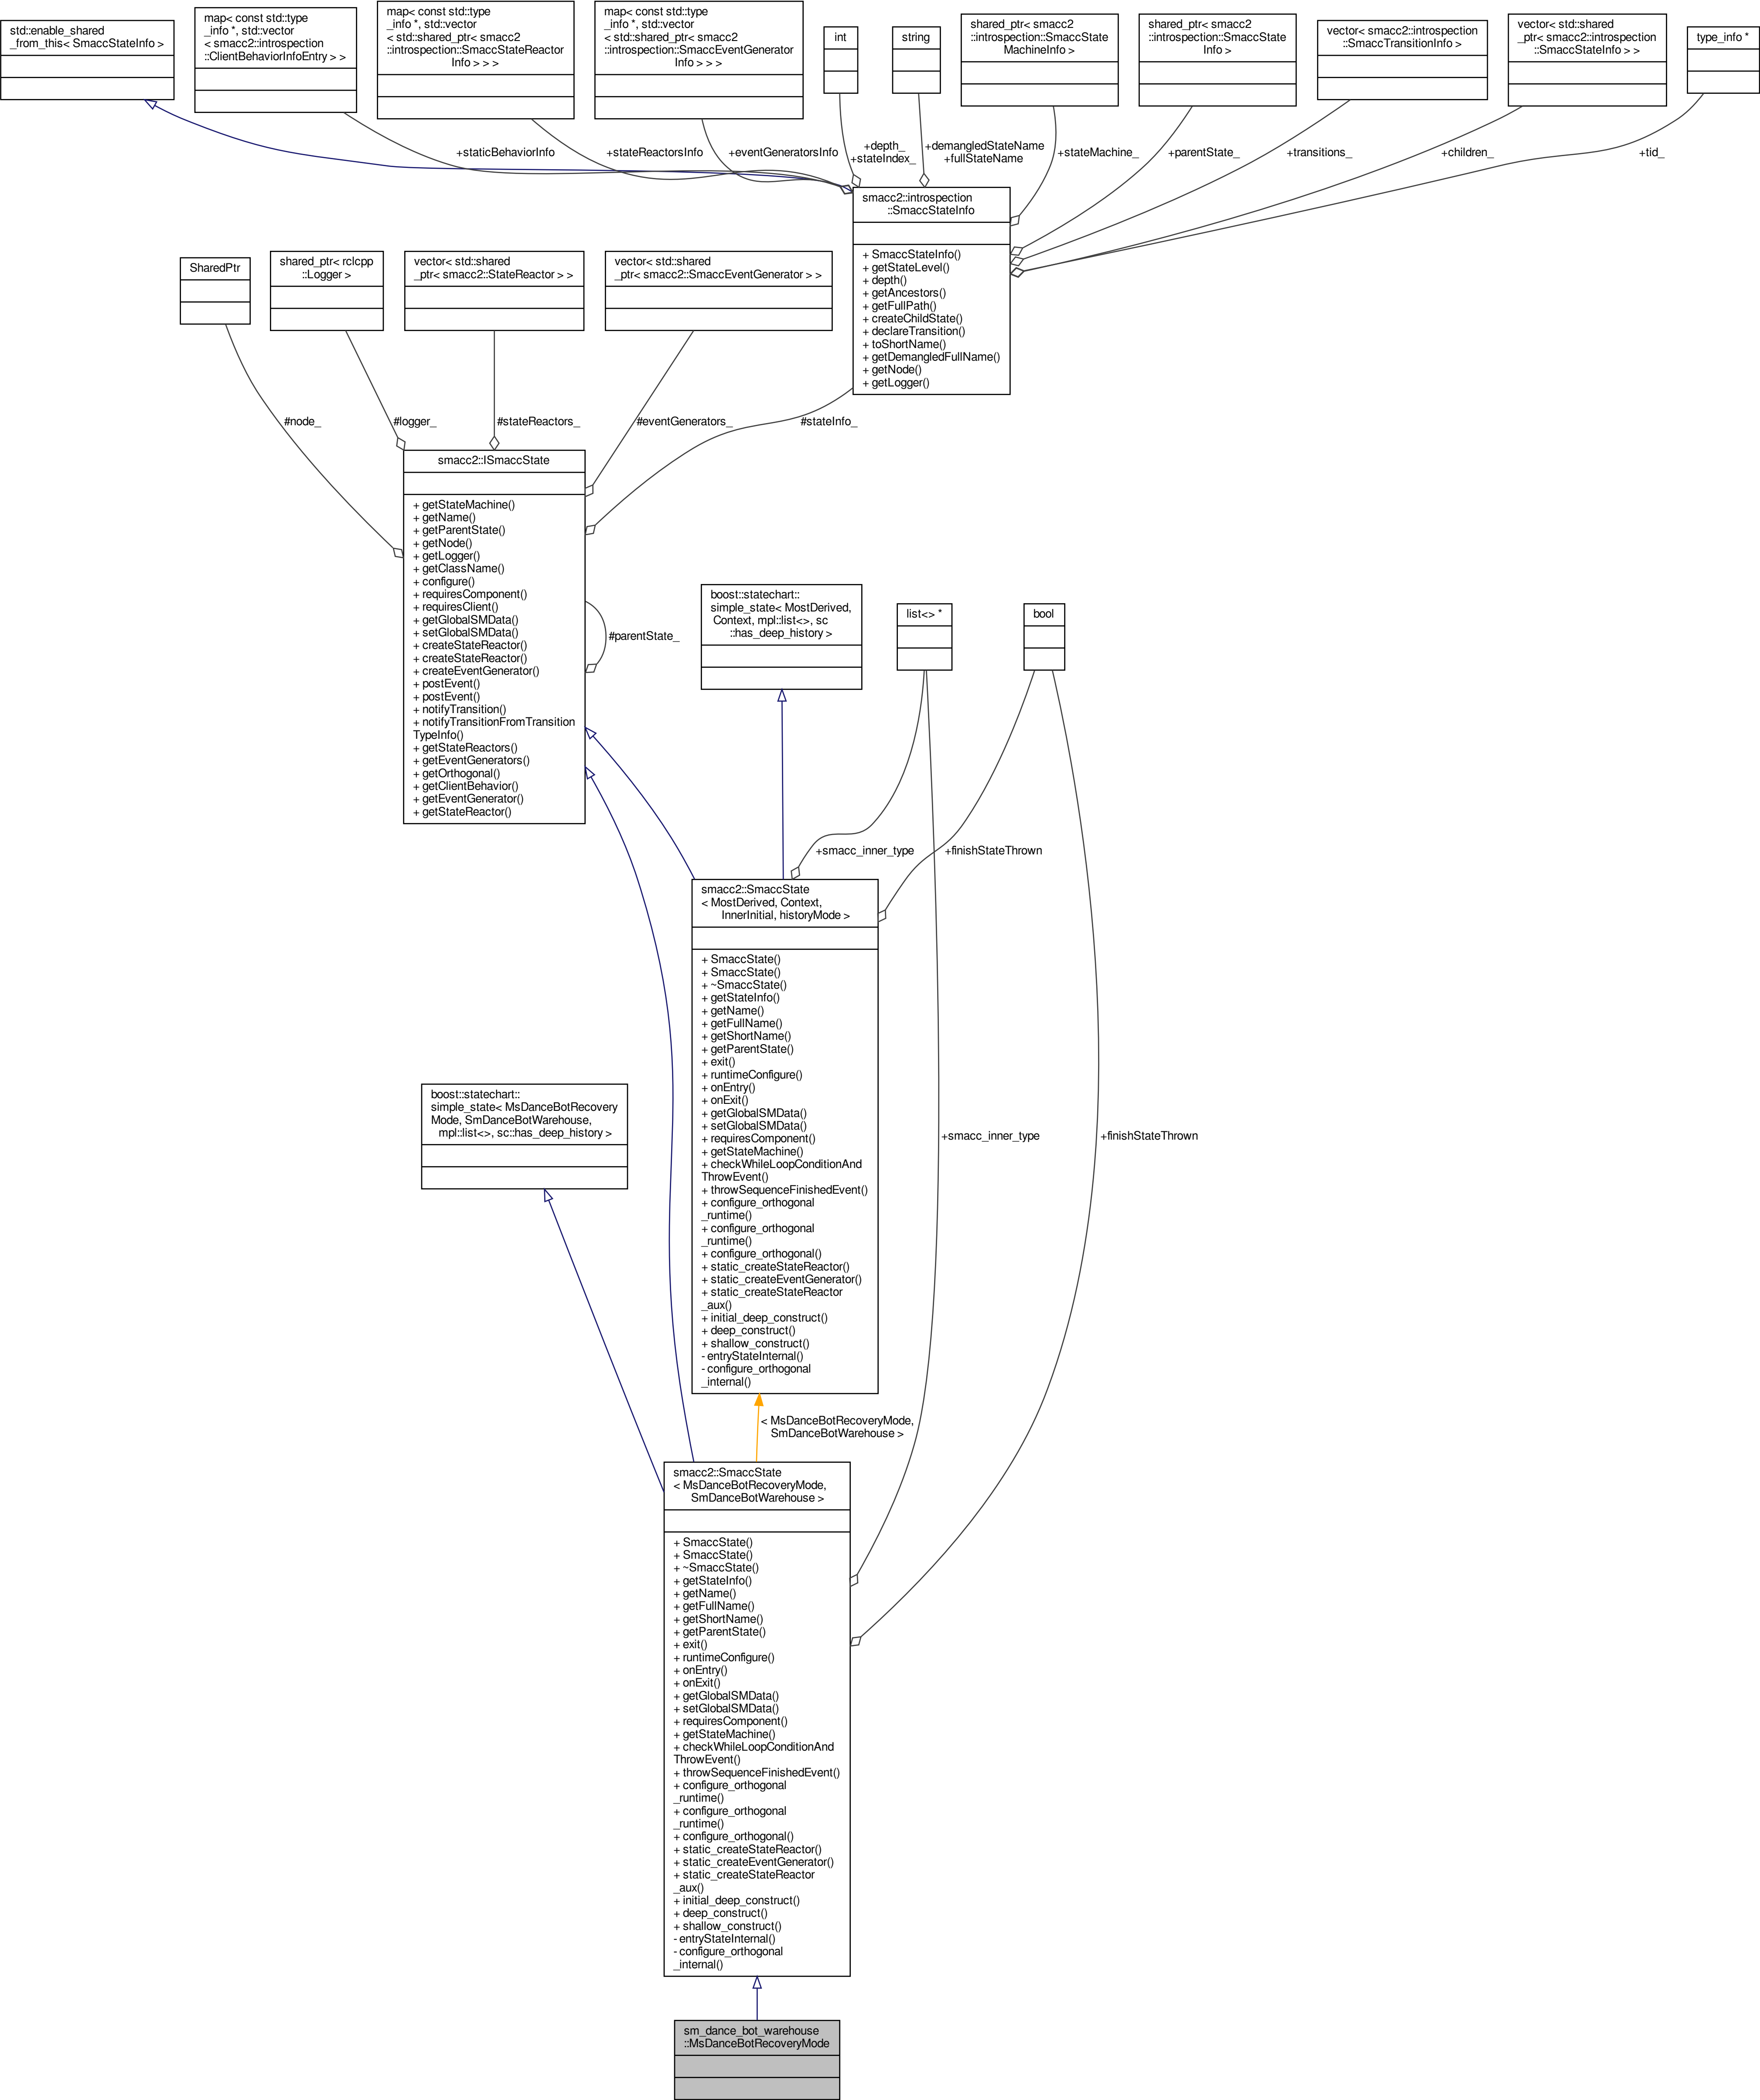 std::enable_shared
_from_this< SmaccStateInfo >
map< const std::type
_info *, std::vector
< smacc2::introspection
::ClientBehaviorInfoEntry > >
map< const std::type
_info *, std::vector
< std::shared_ptr< smacc2
::introspection::SmaccStateReactor
Info > > >
map< const std::type
_info *, std::vector
< std::shared_ptr< smacc2
::introspection::SmaccEventGenerator
Info > > >
int
string
shared_ptr< smacc2
::introspection::SmaccState
MachineInfo >
shared_ptr< smacc2
::introspection::SmaccState
Info >
vector< smacc2::introspection
::SmaccTransitionInfo >
vector< std::shared
_ptr< smacc2::introspection
::SmaccStateInfo > >
type_info *
+staticBehaviorInfo
+stateReactorsInfo
+eventGeneratorsInfo
+depth_
+stateIndex_
+demangledStateName
+fullStateName
+stateMachine_
+parentState_
+transitions_
+children_
+tid_
smacc2::introspection
::SmaccStateInfo
+ SmaccStateInfo()
+ getStateLevel()
+ depth()
+ getAncestors()
+ getFullPath()
+ createChildState()
+ declareTransition()
+ toShortName()
+ getDemangledFullName()
+ getNode()
+ getLogger()
SharedPtr
shared_ptr< rclcpp
::Logger >
vector< std::shared
_ptr< smacc2::StateReactor > >
vector< std::shared
_ptr< smacc2::SmaccEventGenerator > >
#node_
#logger_
#stateReactors_
#eventGenerators_
#stateInfo_
smacc2::ISmaccState
+ getStateMachine()
+ getName()
+ getParentState()
+ getNode()
+ getLogger()
+ getClassName()
+ configure()
+ requiresComponent()
+ requiresClient()
+ getGlobalSMData()
+ setGlobalSMData()
+ createStateReactor()
+ createStateReactor()
+ createEventGenerator()
+ postEvent()
+ postEvent()
+ notifyTransition()
+ notifyTransitionFromTransition
TypeInfo()
+ getStateReactors()
+ getEventGenerators()
+ getOrthogonal()
+ getClientBehavior()
+ getEventGenerator()
+ getStateReactor()
#parentState_
boost::statechart::
simple_state< MostDerived,
Context, mpl::list<>, sc
::has_deep_history >
list<> *
bool
+smacc_inner_type
+finishStateThrown
smacc2::SmaccState
< MostDerived, Context,
InnerInitial, historyMode >
+ SmaccState()
+ SmaccState()
+ ~SmaccState()
+ getStateInfo()
+ getName()
+ getFullName()
+ getShortName()
+ getParentState()
+ exit()
+ runtimeConfigure()
+ onEntry()
+ onExit()
+ getGlobalSMData()
+ setGlobalSMData()
+ requiresComponent()
+ getStateMachine()
+ checkWhileLoopConditionAnd
ThrowEvent()
+ throwSequenceFinishedEvent()
+ configure_orthogonal
_runtime()
+ configure_orthogonal
_runtime()
+ configure_orthogonal()
+ static_createStateReactor()
+ static_createEventGenerator()
+ static_createStateReactor
_aux()
+ initial_deep_construct()
+ deep_construct()
+ shallow_construct()
- entryStateInternal()
- configure_orthogonal
_internal()
boost::statechart::
simple_state< MsDanceBotRecovery
Mode, SmDanceBotWarehouse,
mpl::list<>, sc::has_deep_history >
+smacc_inner_type
+finishStateThrown
< MsDanceBotRecoveryMode,
SmDanceBotWarehouse >
smacc2::SmaccState
< MsDanceBotRecoveryMode,
SmDanceBotWarehouse >
+ SmaccState()
+ SmaccState()
+ ~SmaccState()
+ getStateInfo()
+ getName()
+ getFullName()
+ getShortName()
+ getParentState()
+ exit()
+ runtimeConfigure()
+ onEntry()
+ onExit()
+ getGlobalSMData()
+ setGlobalSMData()
+ requiresComponent()
+ getStateMachine()
+ checkWhileLoopConditionAnd
ThrowEvent()
+ throwSequenceFinishedEvent()
+ configure_orthogonal
_runtime()
+ configure_orthogonal
_runtime()
+ configure_orthogonal()
+ static_createStateReactor()
+ static_createEventGenerator()
+ static_createStateReactor
_aux()
+ initial_deep_construct()
+ deep_construct()
+ shallow_construct()
- entryStateInternal()
- configure_orthogonal
_internal()
sm_dance_bot_warehouse
::MsDanceBotRecoveryMode